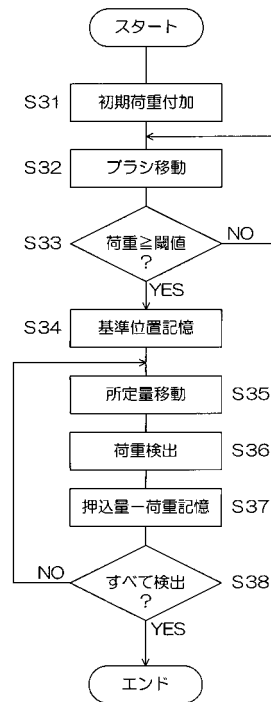 スタート
S31 初期荷重付加
S32 ブラシ移動
S33 荷重≧閾値 NO
?
YES
S34 基準位置記憶
所定量移動 S35
荷重検出 S36
押込量ー荷重記憶 S37
NO すべて検出 S38
?
YES
エンド